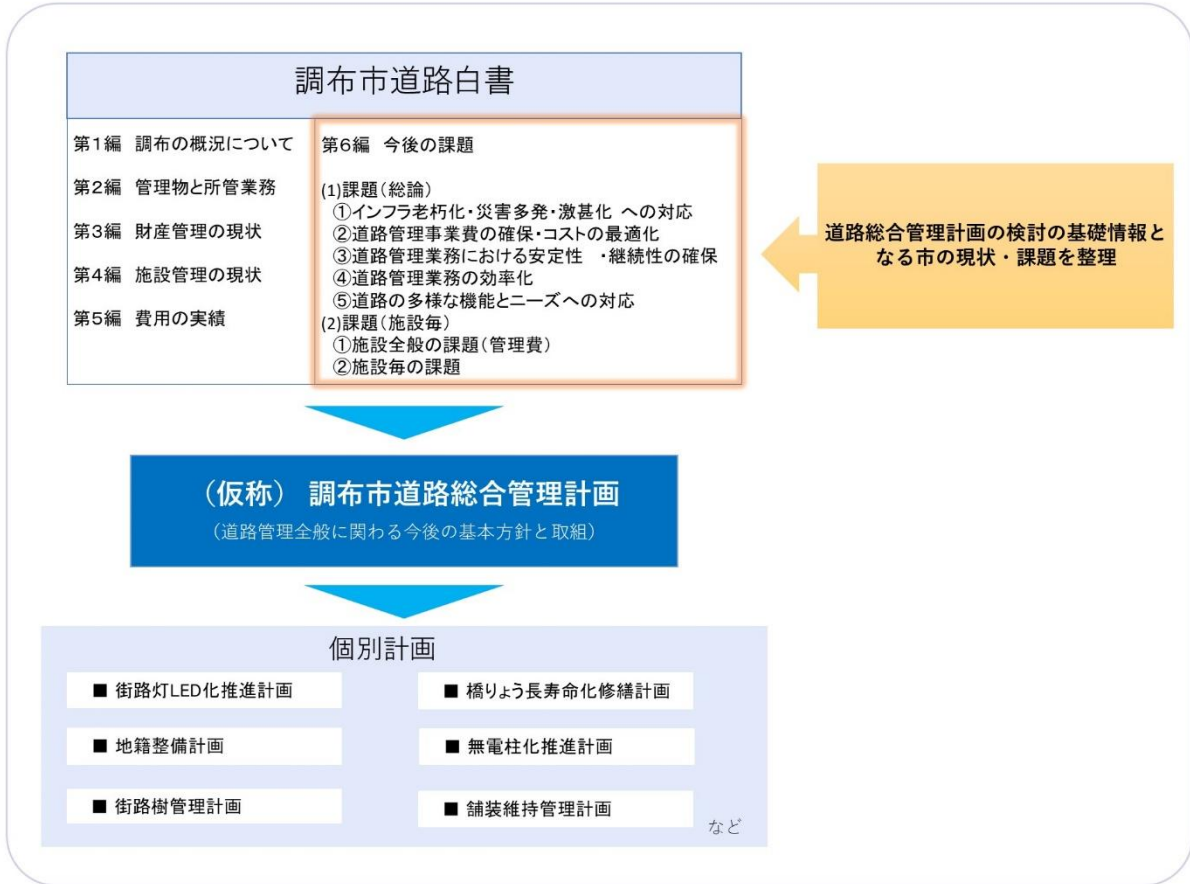 調布市道路白書
第1編 調布の概況について
第2編 管理物と所管業務
第3編 財産管理の現状
第4編 施設管理の現状
第5編 費用の実績
第6編 今後の課題
(1)課題(総論)
①インフラ老朽化・災害多発・激甚化 への対応
②道路管理事業費の確保・コストの最適化
③道路管理業務における安定性 ・継続性の確保
④道路管理業務の効率化
⑤道路の多様な機能とニーズへの対応
(2)課題(施設毎)
①施設全般の課題(管理費)
②施設毎の課題
道路総合管理計画の検討の基礎情報と
なる市の現状・課題を整理
(仮称) 調布市道路総合管理計画
(道路管理全般に関わる今後の基本方針と取組)
個別計画
■ 街路灯LED化推進計画
■ 地籍整備計画
■ 街路樹管理計画
■ 橋りょう長寿命化修繕計画
■ 無電柱化推進計画
■ 舗装維持管理計画
など